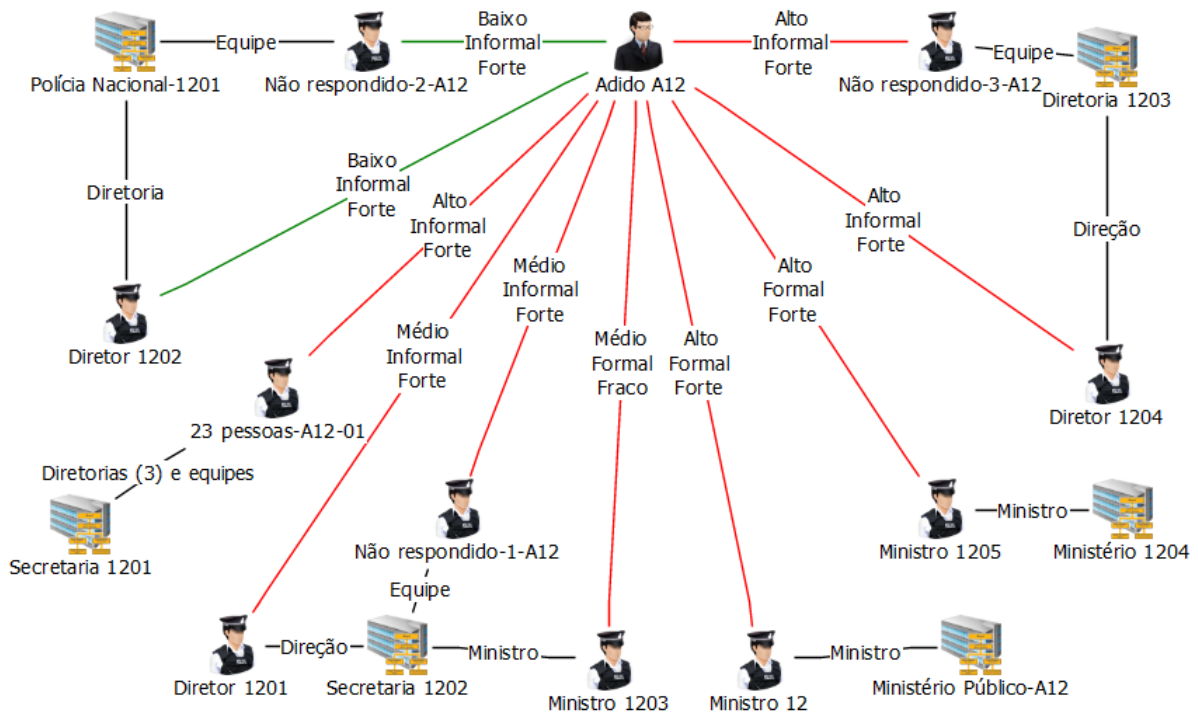 Baixo
Informal
Forte
Alto
Informal
Forte
Equipe
Equipe
Polícia Nacional-1201
Não respondido-2-A12
Adido A12
Não respondido-3-A12
Diretoria 1203
Baixo
Informal
Forte
Diretoria
Alto
Informal
Forte
Alto
Informal
Forte
Direção
Médio
Informal
Forte
Alto
Formal
Forte
Médio
Informal
Forte
Médio
Formal
Fraco
Alto
Formal
Forte
Diretor 1202
Diretor 1204
23 pessoas-A12-01
Diretorias (3) e equipes
Secretaria 1201
Não respondido-1-A12
Ministro
Ministro 1205
Ministério 1204
Equipe
Direção
Ministro
Ministro
Diretor 1201
Secretaria 1202
Ministro 1203
Ministro 12
Ministério Público-A12